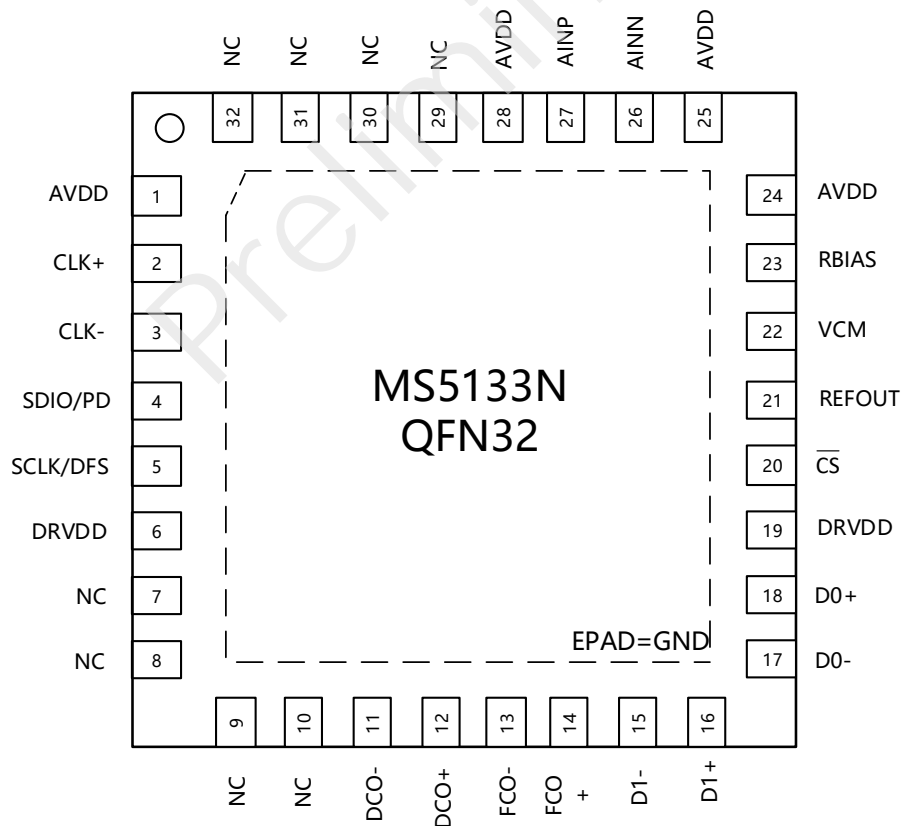 NC NC NC NC AVDD AINP AINN AVDD
32 31 30 29 28 27 26 25
AVDD 1 24 AVDD
CLK+ 2 23 RBIAS
CLK- 3 22 VCM
SDIO/PD 4 21 REFOUT
SCLK/DFS 5 20 CS
DRVDD 6 19 DRVDD
NC 7 18 D0+
NC 8 17 D0-
MS5133N
QFN32
EPAD=GND
9 10 11 12 13 14 15 16
NC NC DCO- DCO+ FCO- FCO + D1- D1+
Prelimin